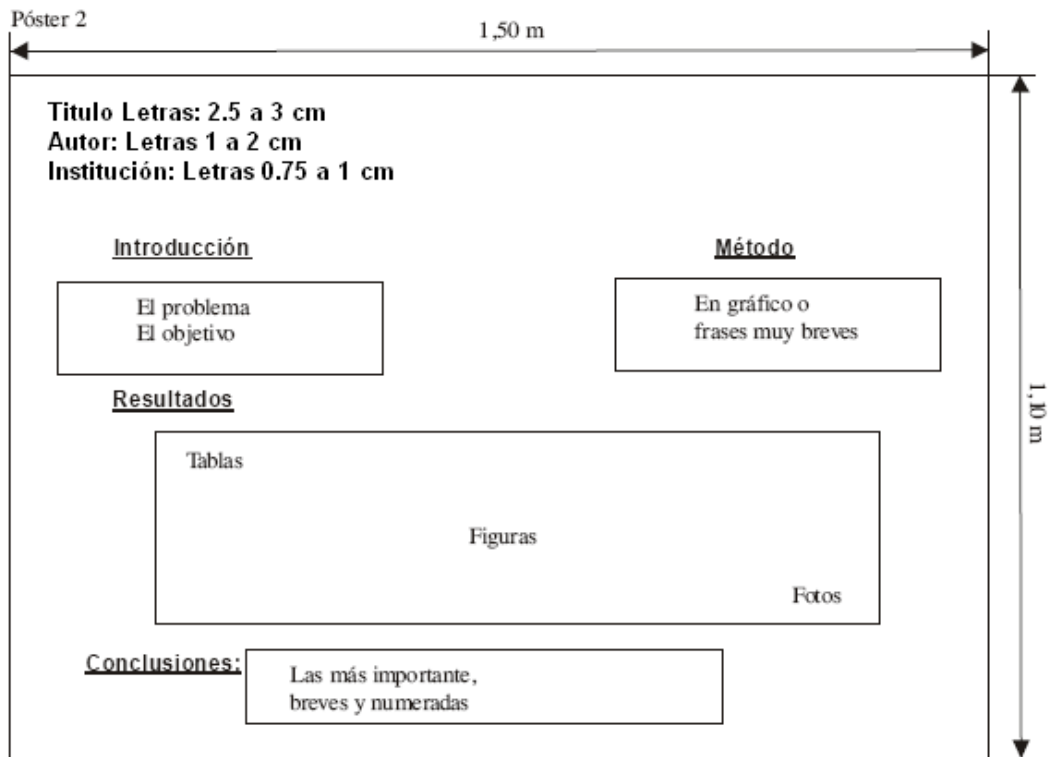 Póster 2
1,50 m
Titulo Letras: 2.5 a 3 cm
Autor: Letras 1 a 2 cm
Institución: Letras 0.75 a 1 cm
Introducción
El problema
El objetivo
Método
En gráfico o
frases muy breves
1,10 m
Resultados
Tablas
Figuras
Fotos
Conclusiones:
Las más importante,
breves y numeradas